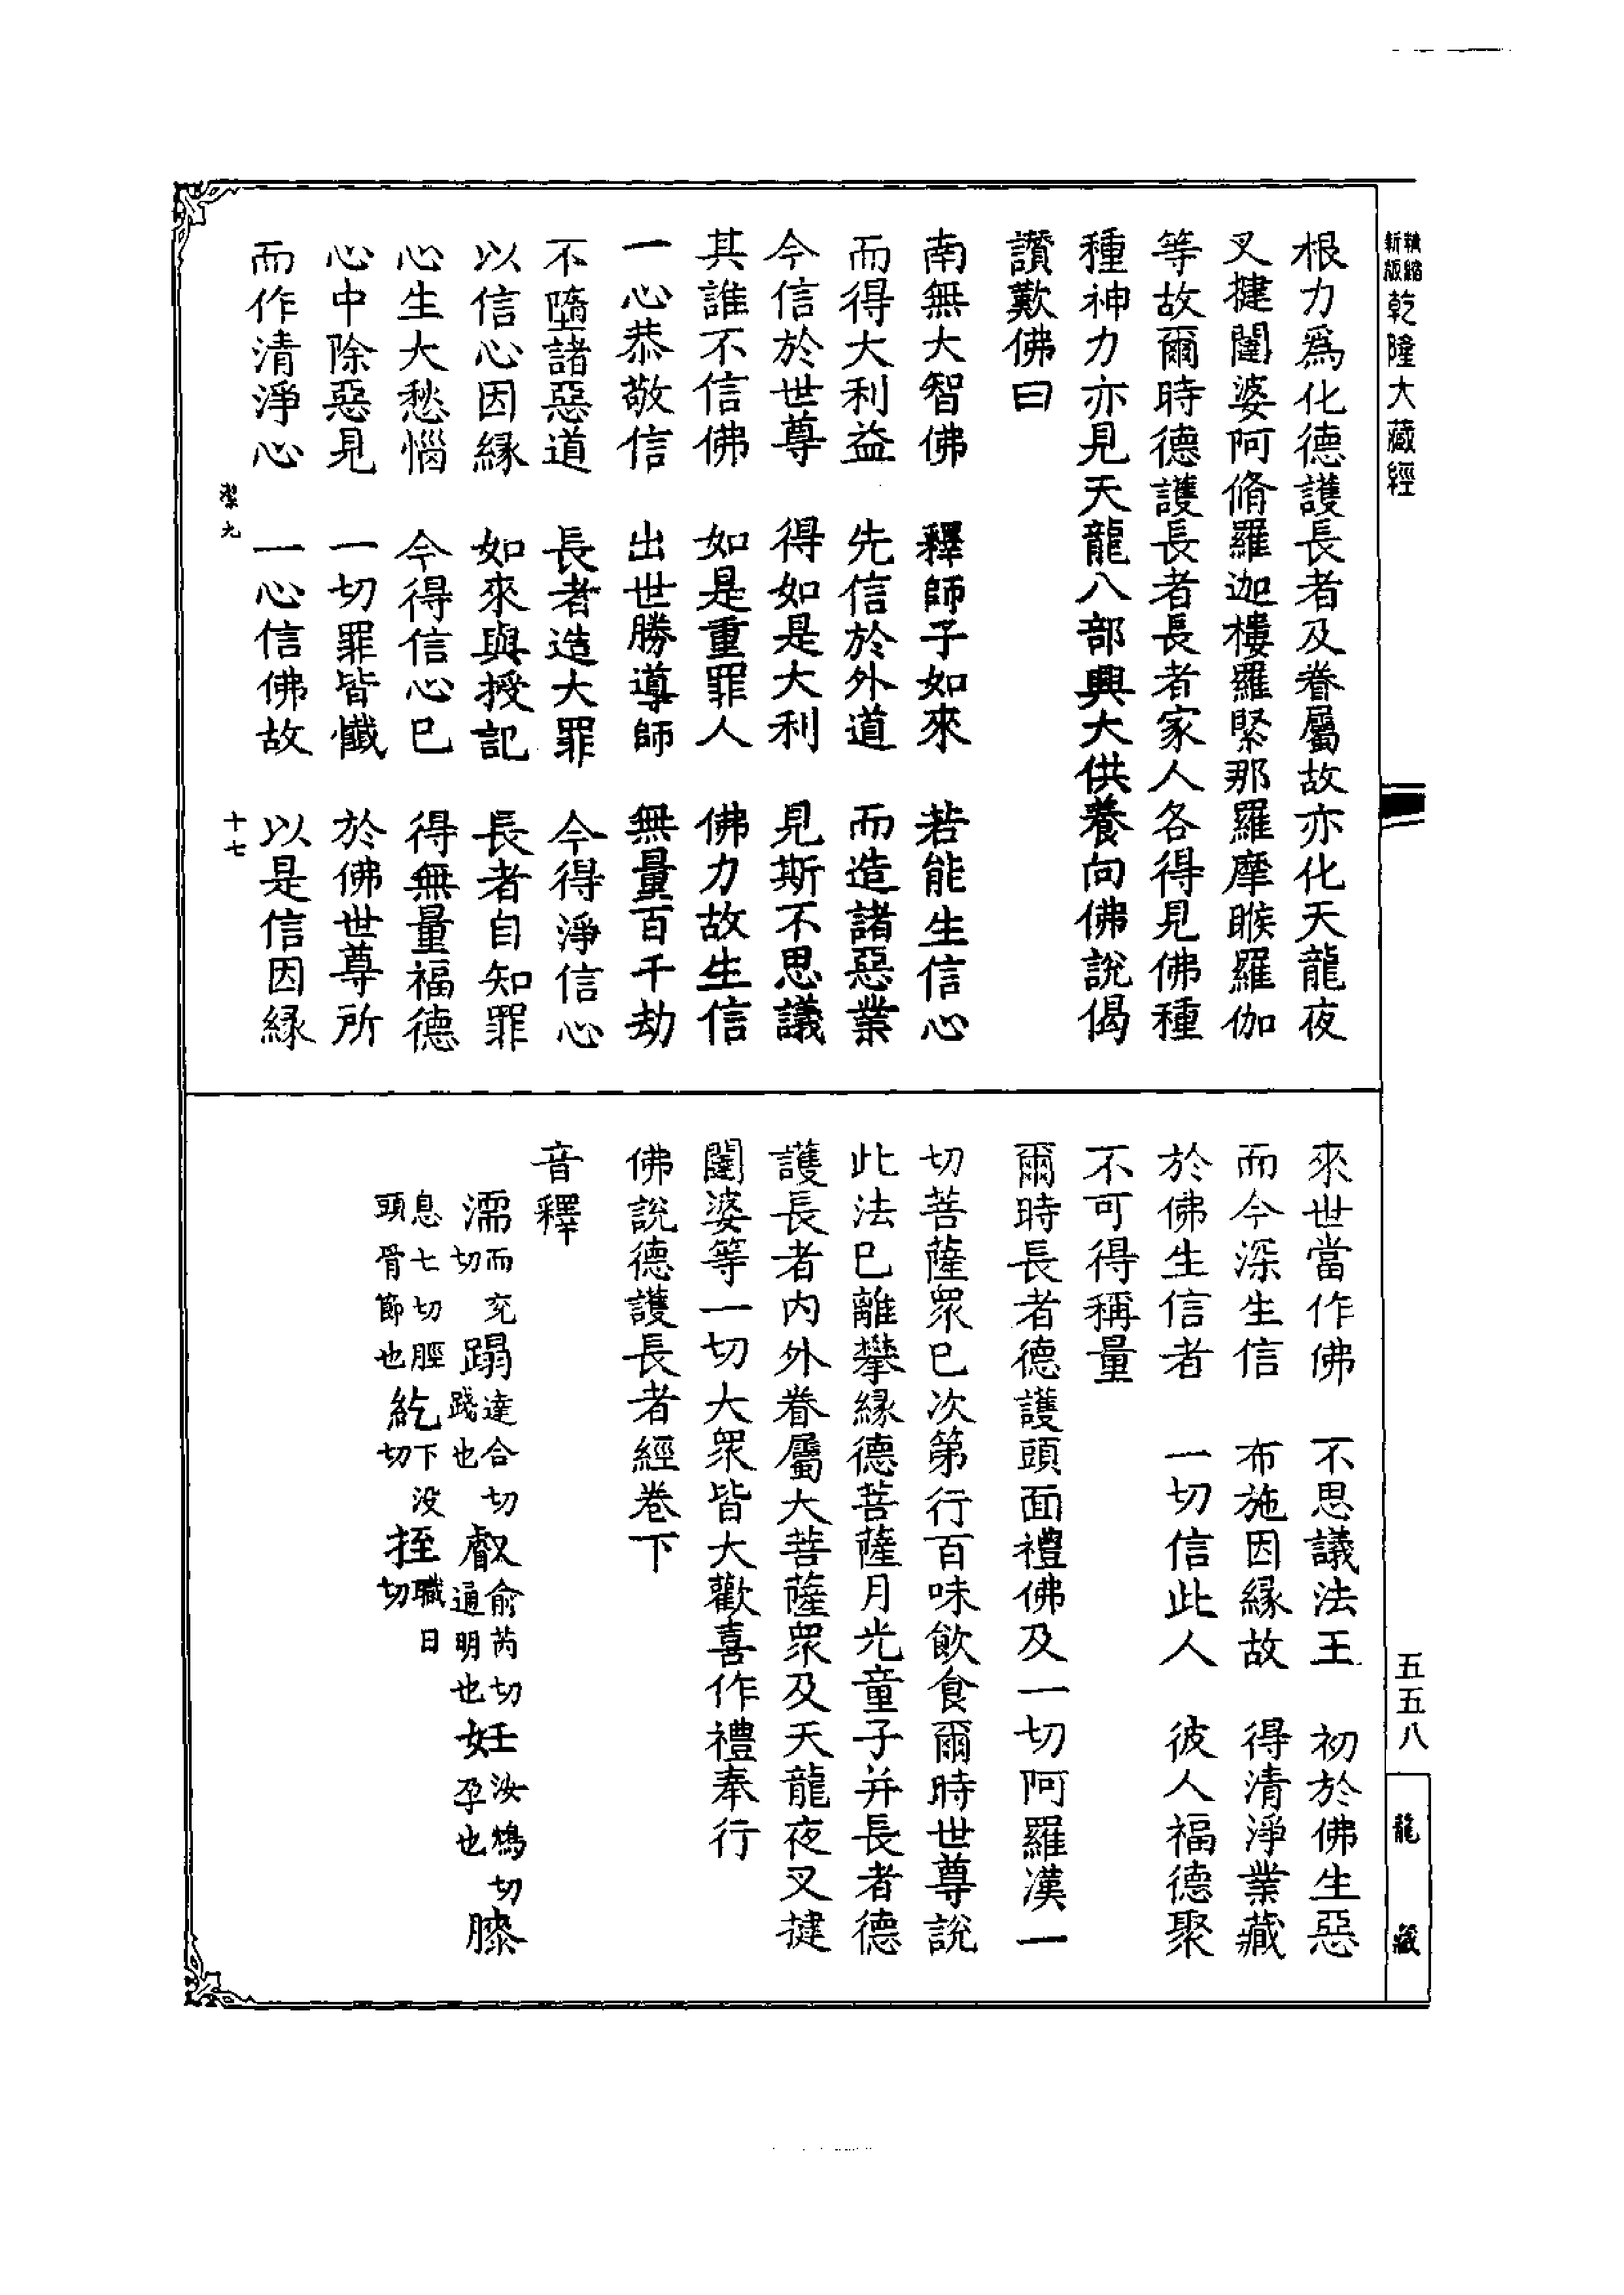 精縮新版乾隆大藏經
根力爲化德護長者及眷屬故亦化天龍夜
叉揵闥婆阿脩羅迦樓羅緊那羅摩睺羅伽
等故爾時德護長者長者家人各得見佛種
種神力亦見天龍八部興大供養向佛說偈
讚歎佛曰
南無大智佛　釋師子如來　若能生信心
而得大利益　先信於外道　而造諸惡業
今信於世尊　得如是大利　見斯不思議
其誰不信佛　如是重罪人　佛力故生信
一心恭敬信　出世勝導師　無量百千劫
不墮諸惡道　長者造大罪　今得淨信心
以信心因緣　如來與授記　長者自知罪
心生大愁惱　今得信心已　得無量福德
心中除惡見　一切罪皆懺　於佛世尊所
而作清淨心　一心信佛故　以是信因緣
潔九　十七
來世當作佛　不思議法王　初於佛生惡
而今深生信　布施因緣故　得清淨業藏
於佛生信者　一切信此人　彼人福德聚
不可得稱量
爾時長者德護頭面禮佛及一切阿羅漢一
切菩薩眾已次第行百味飲食爾時世尊說
此法已離攀緣德菩薩月光童子并長者德
護長者內外眷屬大菩薩眾及天龍夜叉揵
闥婆等一切大眾皆大歡喜作禮奉行
佛說德護長者經卷下
音釋
濡而兗切　蹋達合切踐也　叡俞芮切通明也　妊汝鴆切孕也　膝
息七切脛頭骨節也　紇下没切　挃職日切
五五八
龍藏